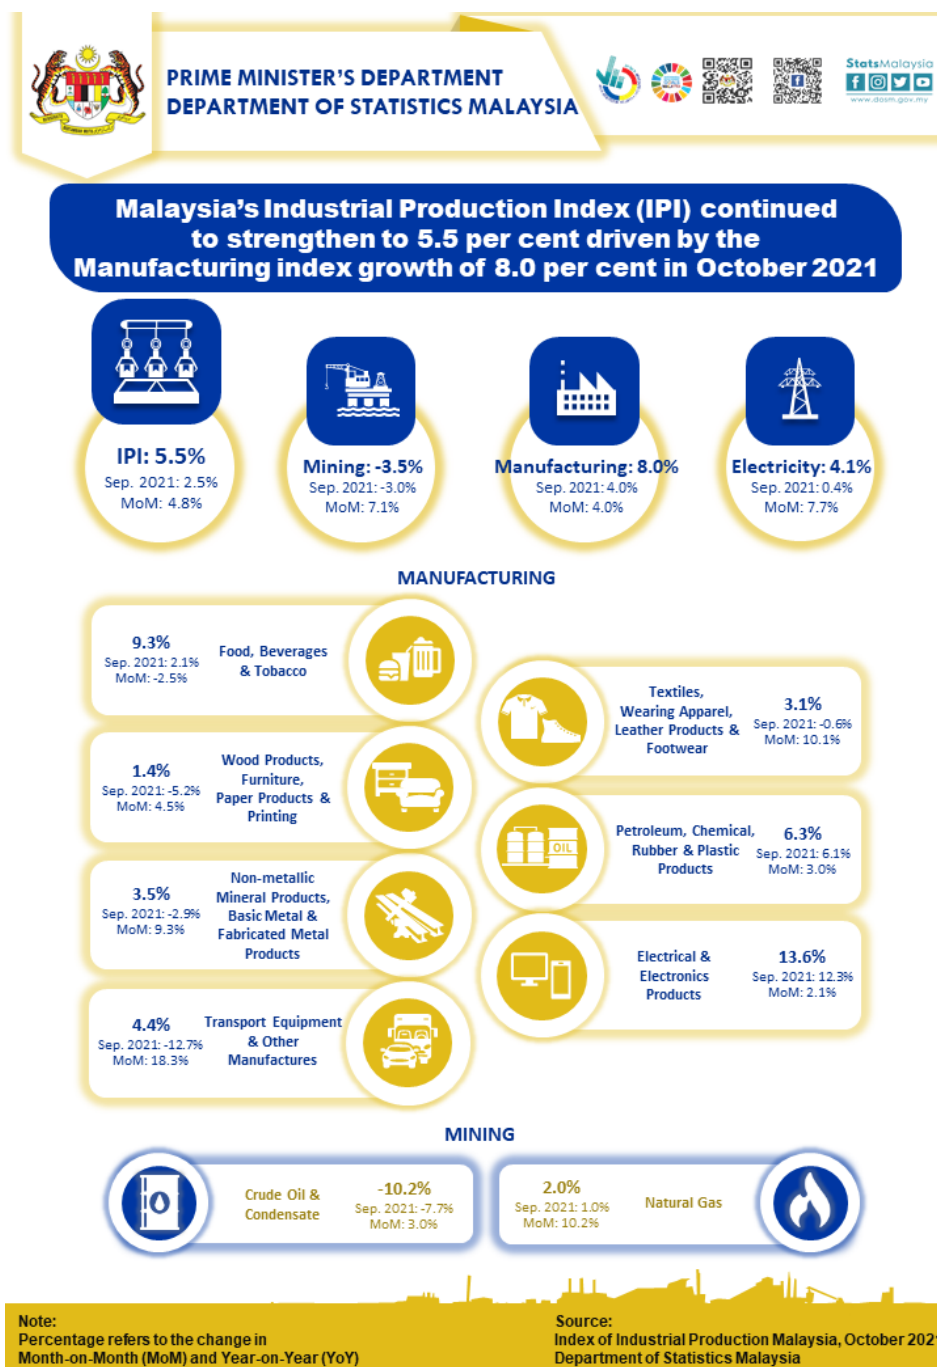 PRIME MINISTER'S DEPARTMENT
DEPARTMENT OF STATISTICS MALAYSIA
StatsMalaysia
www.dosm.gov.my
Malaysia's Industrial Production Index (IPI) continued
to strengthen to 5.5 per cent driven by the
Manufacturing index growth of 8.0 per cent in October 2021
IPI: 5.5%
Sep. 2021: 2.5%
MoM: 4.8%
Mining: -3.5%
Sep. 2021: -3.0%
MoM: 7.1%
Manufacturing: 8.0%
Sep. 2021: 4.0%
MoM: 4.0%
Electricity: 4.1%
Sep. 2021: 0.4%
MoM: 7.7%
MANUFACTURING
9.3%
Sep. 2021: 2.1%
MoM: -2.5%
Food, Beverages
& Tobacco
Textiles,
Wearing Apparel,
Leather Products &
Footwear
3.1%
Sep. 2021: -0.6%
MoM: 10.1%
1.4%
Sep. 2021: -5.2%
MoM: 4.5%
Wood Products,
Furniture,
Paper Products &
Printing
OIL
Petroleum, Chemical,
Rubber & Plastic
Products
6.3%
Sep. 2021: 6.1%
MoM: 3.0%
3.5%
Sep. 2021: -2.9%
MoM: 9.3%
Non-metallic
Mineral Products,
Basic Metal &
Fabricated Metal
Products
Electrical &
Electronics
Products
13.6%
Sep. 2021: 12.3%
MoM: 2.1%
4.4%
Sep. 2021: -12.7%
MoM: 18.3%
Transport Equipment
& Other
Manufactures
MINING
Crude Oil &
Condensate
-10.2%
Sep. 2021: -7.7%
MoM: 3.0%
2.0%
Sep. 2021: 1.0%
MoM: 10.2%
Natural Gas
Note:
Percentage refers to the change in
Month-on-Month (MoM) and Year-on-Year (YoY)
Source:
Index of Industrial Production Malaysia, October 2021
Department of Statistics Malaysia